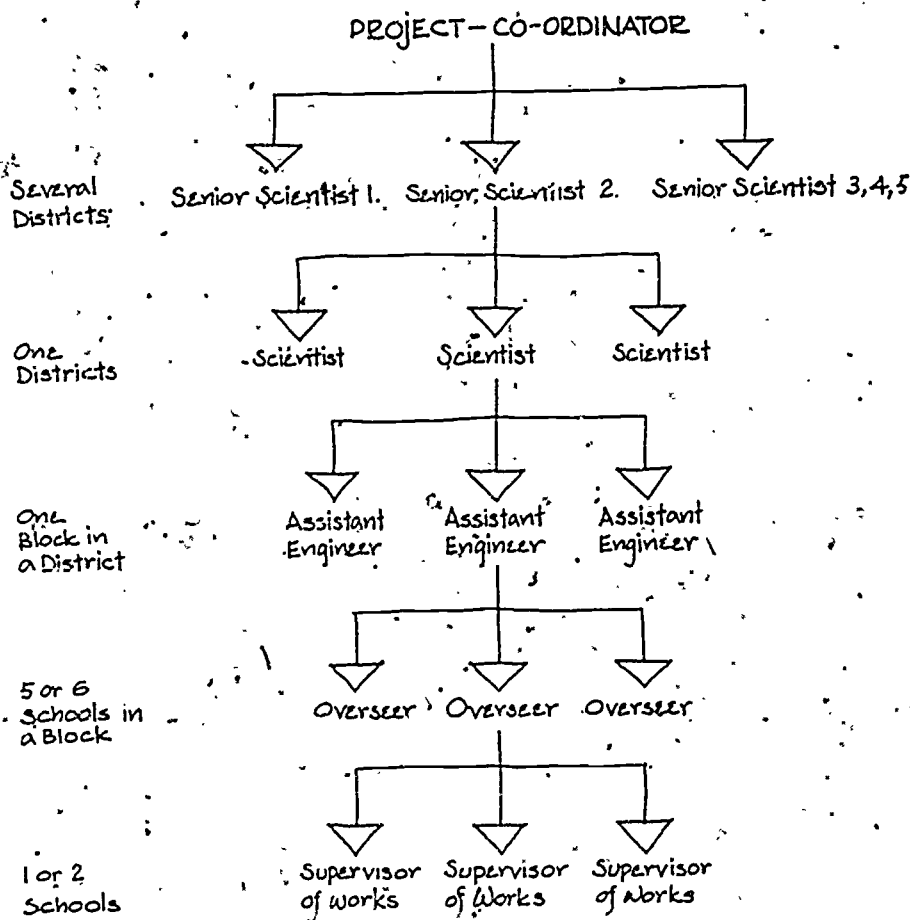 PROJECT-CO-ORDINATOR
Several
Districts:
Senior Scientist 1. Senior Scientist 2. Senior Scientist 3,4,5
One
Districts
Scientist Scientist Scientist
One
Block in
a District
Assistant
Engineer
Assistant
Engineer
Assistant
Engineer
5 or 6
schools in
a Block
Overseer Overseer Overseer
1 or 2
Schools
Supervisor
of works
Supervisor
of Works
Supervisor
of Works